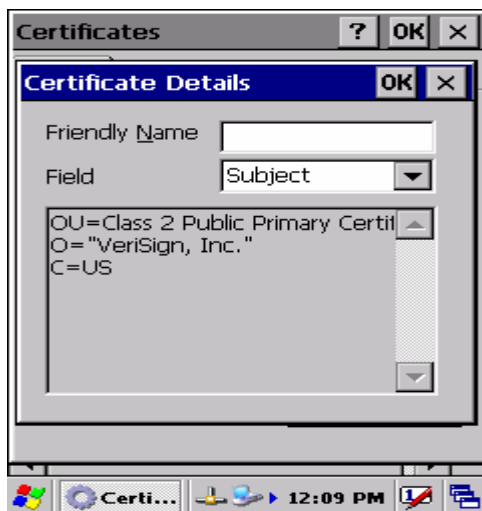 Certificates ? OK ×
Certificate Details OK ×
Friendly Name
Field Subject
OU=Class 2 Public Primary Certif
O="VeriSign, Inc."
C=US
Certi... 12:09 PM